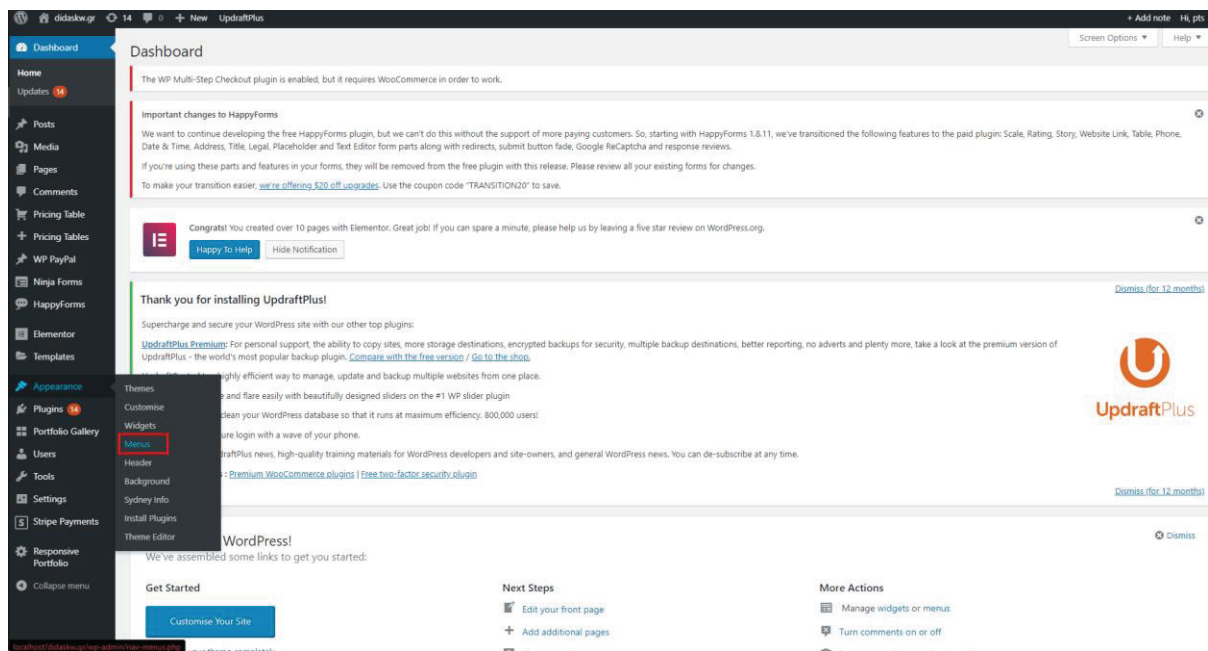 didaskw.gr 14 0 + New UpdraftPlus + Add note Hi, pts
Screen Options Help
Dashboard
Home
Updates 14
Posts
Media
Pages
Comments
Pricing Table
Pricing Tables
WP PayPal
Ninja Forms
HappyForms
Elementor
Templates
Appearance
Plugins 14
Portfolio Gallery
Users
Tools
Settings
Stripe Payments
Responsive
Portfolio
Collapse menu
Themes
Customise
Widgets
Menus
Header
Background
Sydney Info
Install Plugins
Theme Editor
Dashboard
The WP Multi-Step Checkout plugin is enabled, but it requires WooCommerce in order to work.
Important changes to HappyForms
We want to continue developing the free HappyForms plugin, but we can't do this without the support of more paying customers. So, starting with HappyForms 1.8.11, we've transitioned the following features to the paid plugin: Scale, Rating, Story, Website Link, Table, Phone,
Date & Time, Address, Title, Legal, Placeholder and Text Editor form parts along with redirects, submit button fade, Google ReCaptcha and response reviews.
If you're using these parts and features in your forms, they will be removed from the free plugin with this release. Please review all your existing forms for changes.
To make your transition easier, we're offering $20 off upgrades. Use the coupon code "TRANSITION20" to save.
Congrats! You created over 10 pages with Elementor. Great job! If you can spare a minute, please help us by leaving a five star review on WordPress.org.
Happy To Help Hide Notification
Dismiss (for 12 months)
Thank you for installing UpdraftPlus!
Supercharge and secure your WordPress site with our other top plugins:
UpdraftPlus Premium: For personal support, the ability to copy sites, more storage destinations, encrypted backups for security, multiple backup destinations, better reporting, no adverts and plenty more, take a look at the premium version of
UpdraftPlus - the world's most popular backup plugin. Compare with the free version / Go to the shop.
highly efficient way to manage, update and backup multiple websites from one place.
and flare easily with beautifully designed sliders on the #1 WP slider plugin
clean your WordPress database so that it runs at maximum efficiency. 800,000 users!
ure login with a wave of your phone.
draftPlus news, high-quality training materials for WordPress developers and site-owners, and general WordPress news. You can de-subscribe at any time.
: Premium WooCommerce plugins | Free two-factor security plugin
UpdraftPlus
Dismiss (for 12 months)
WordPress!
Dismiss
We've assembled some links to get you started:
Get Started
Customise Your Site
Next Steps
Edit your front page
Add additional pages
More Actions
Manage widgets or menus
Turn comments on or off
localhost/didaskw.gr/wp-admin/nav-menus.php